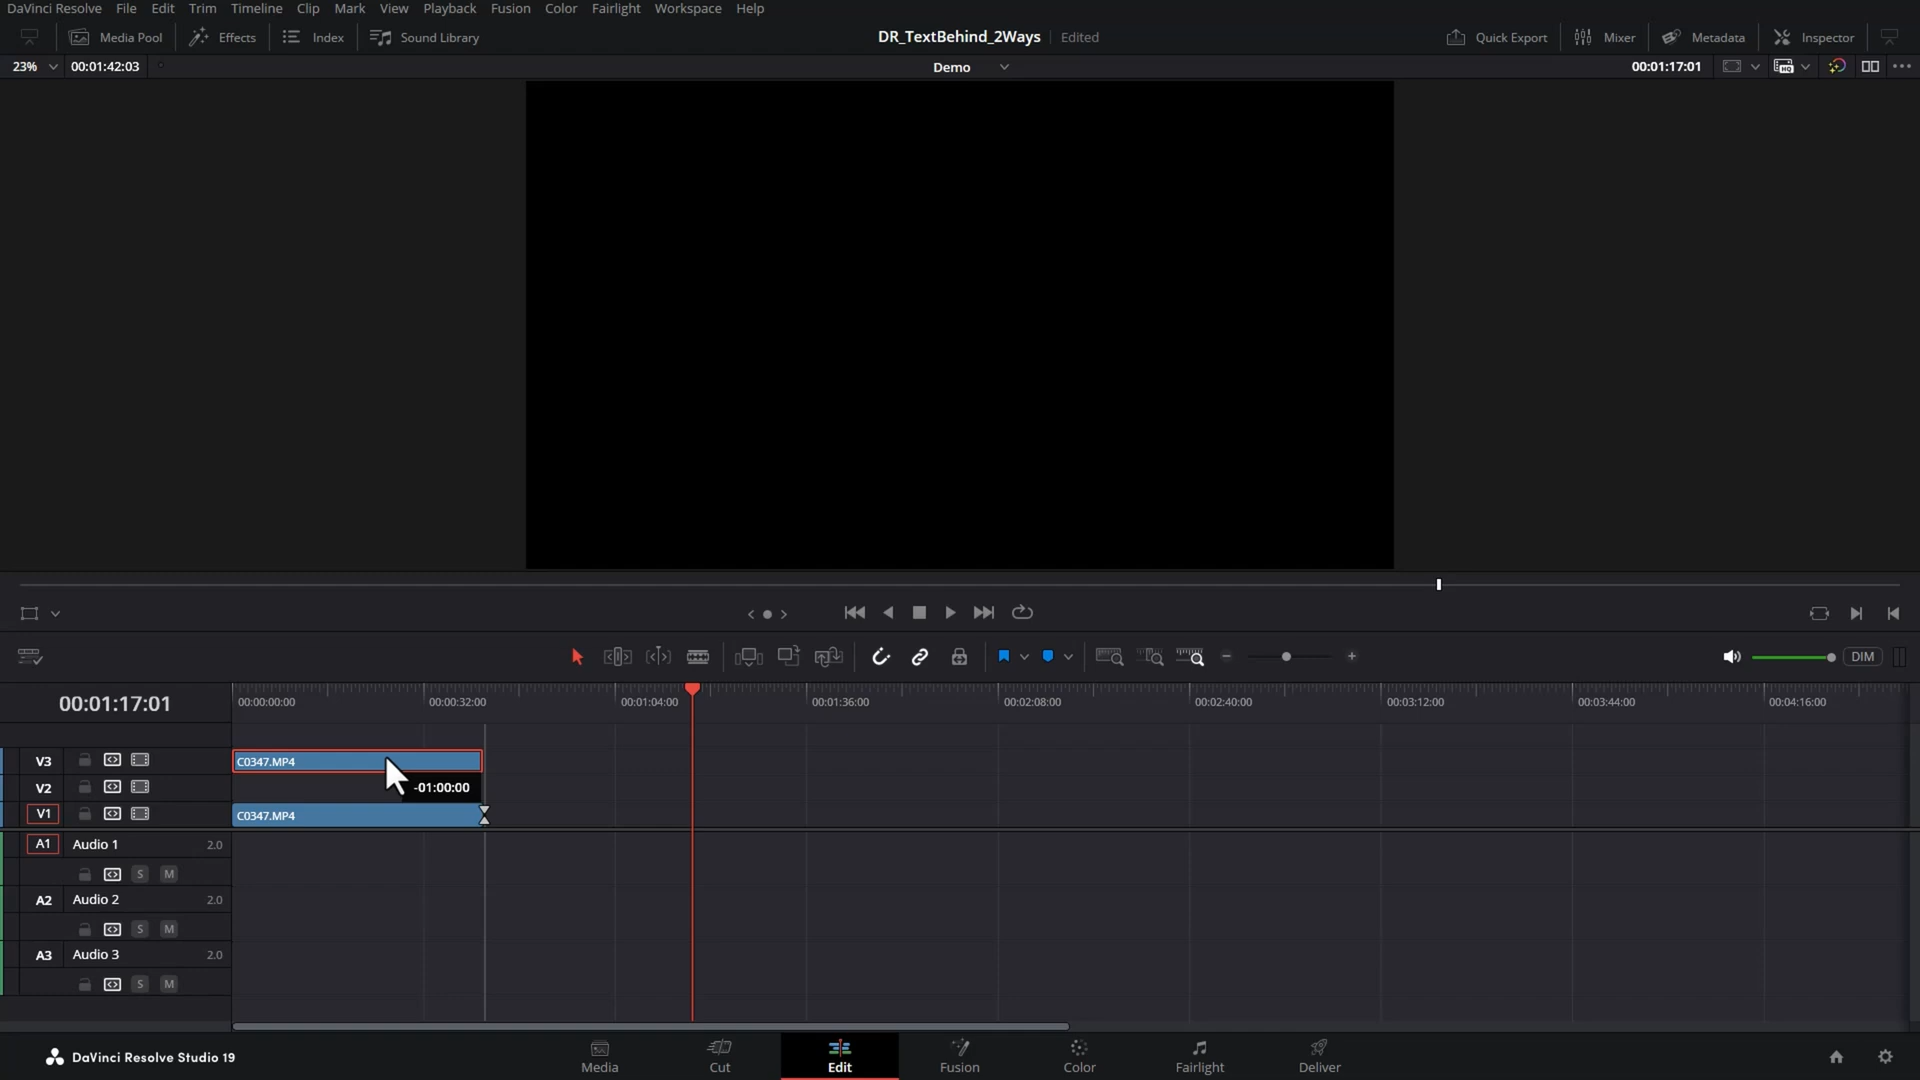 DaVinci Resolve File Edit Trim Timeline Clip Mark View Playback Fusion Color Fairlight Workspace Help
Media Pool Effects Index Sound Library DR_TextBehind_2Ways Edited Quick Export Mixer Metadata Inspector
23% 00:01:42:03 Demo 00:01:17:01 HQ
DIM
00:01:17:01 00:00:00:00 00:00:32:00 00:01:04:00 00:01:36:00 00:02:08:00 00:02:40:00 00:03:12:00 00:03:44:00 00:04:16:00
V3 C0347.MP4
V2 -01:00:00
V1 C0347.MP4
A1 Audio 1 2.0
S M
A2 Audio 2 2.0
S M
A3 Audio 3 2.0
S M
DaVinci Resolve Studio 19 Media Cut Edit Fusion Color Fairlight Deliver